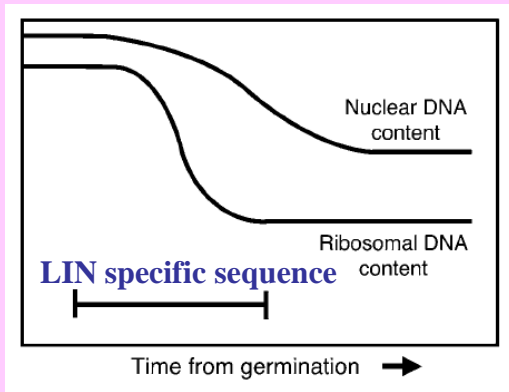 Nuclear DNA
content
Ribosomal DNA
content
LIN specific sequence
Time from germination